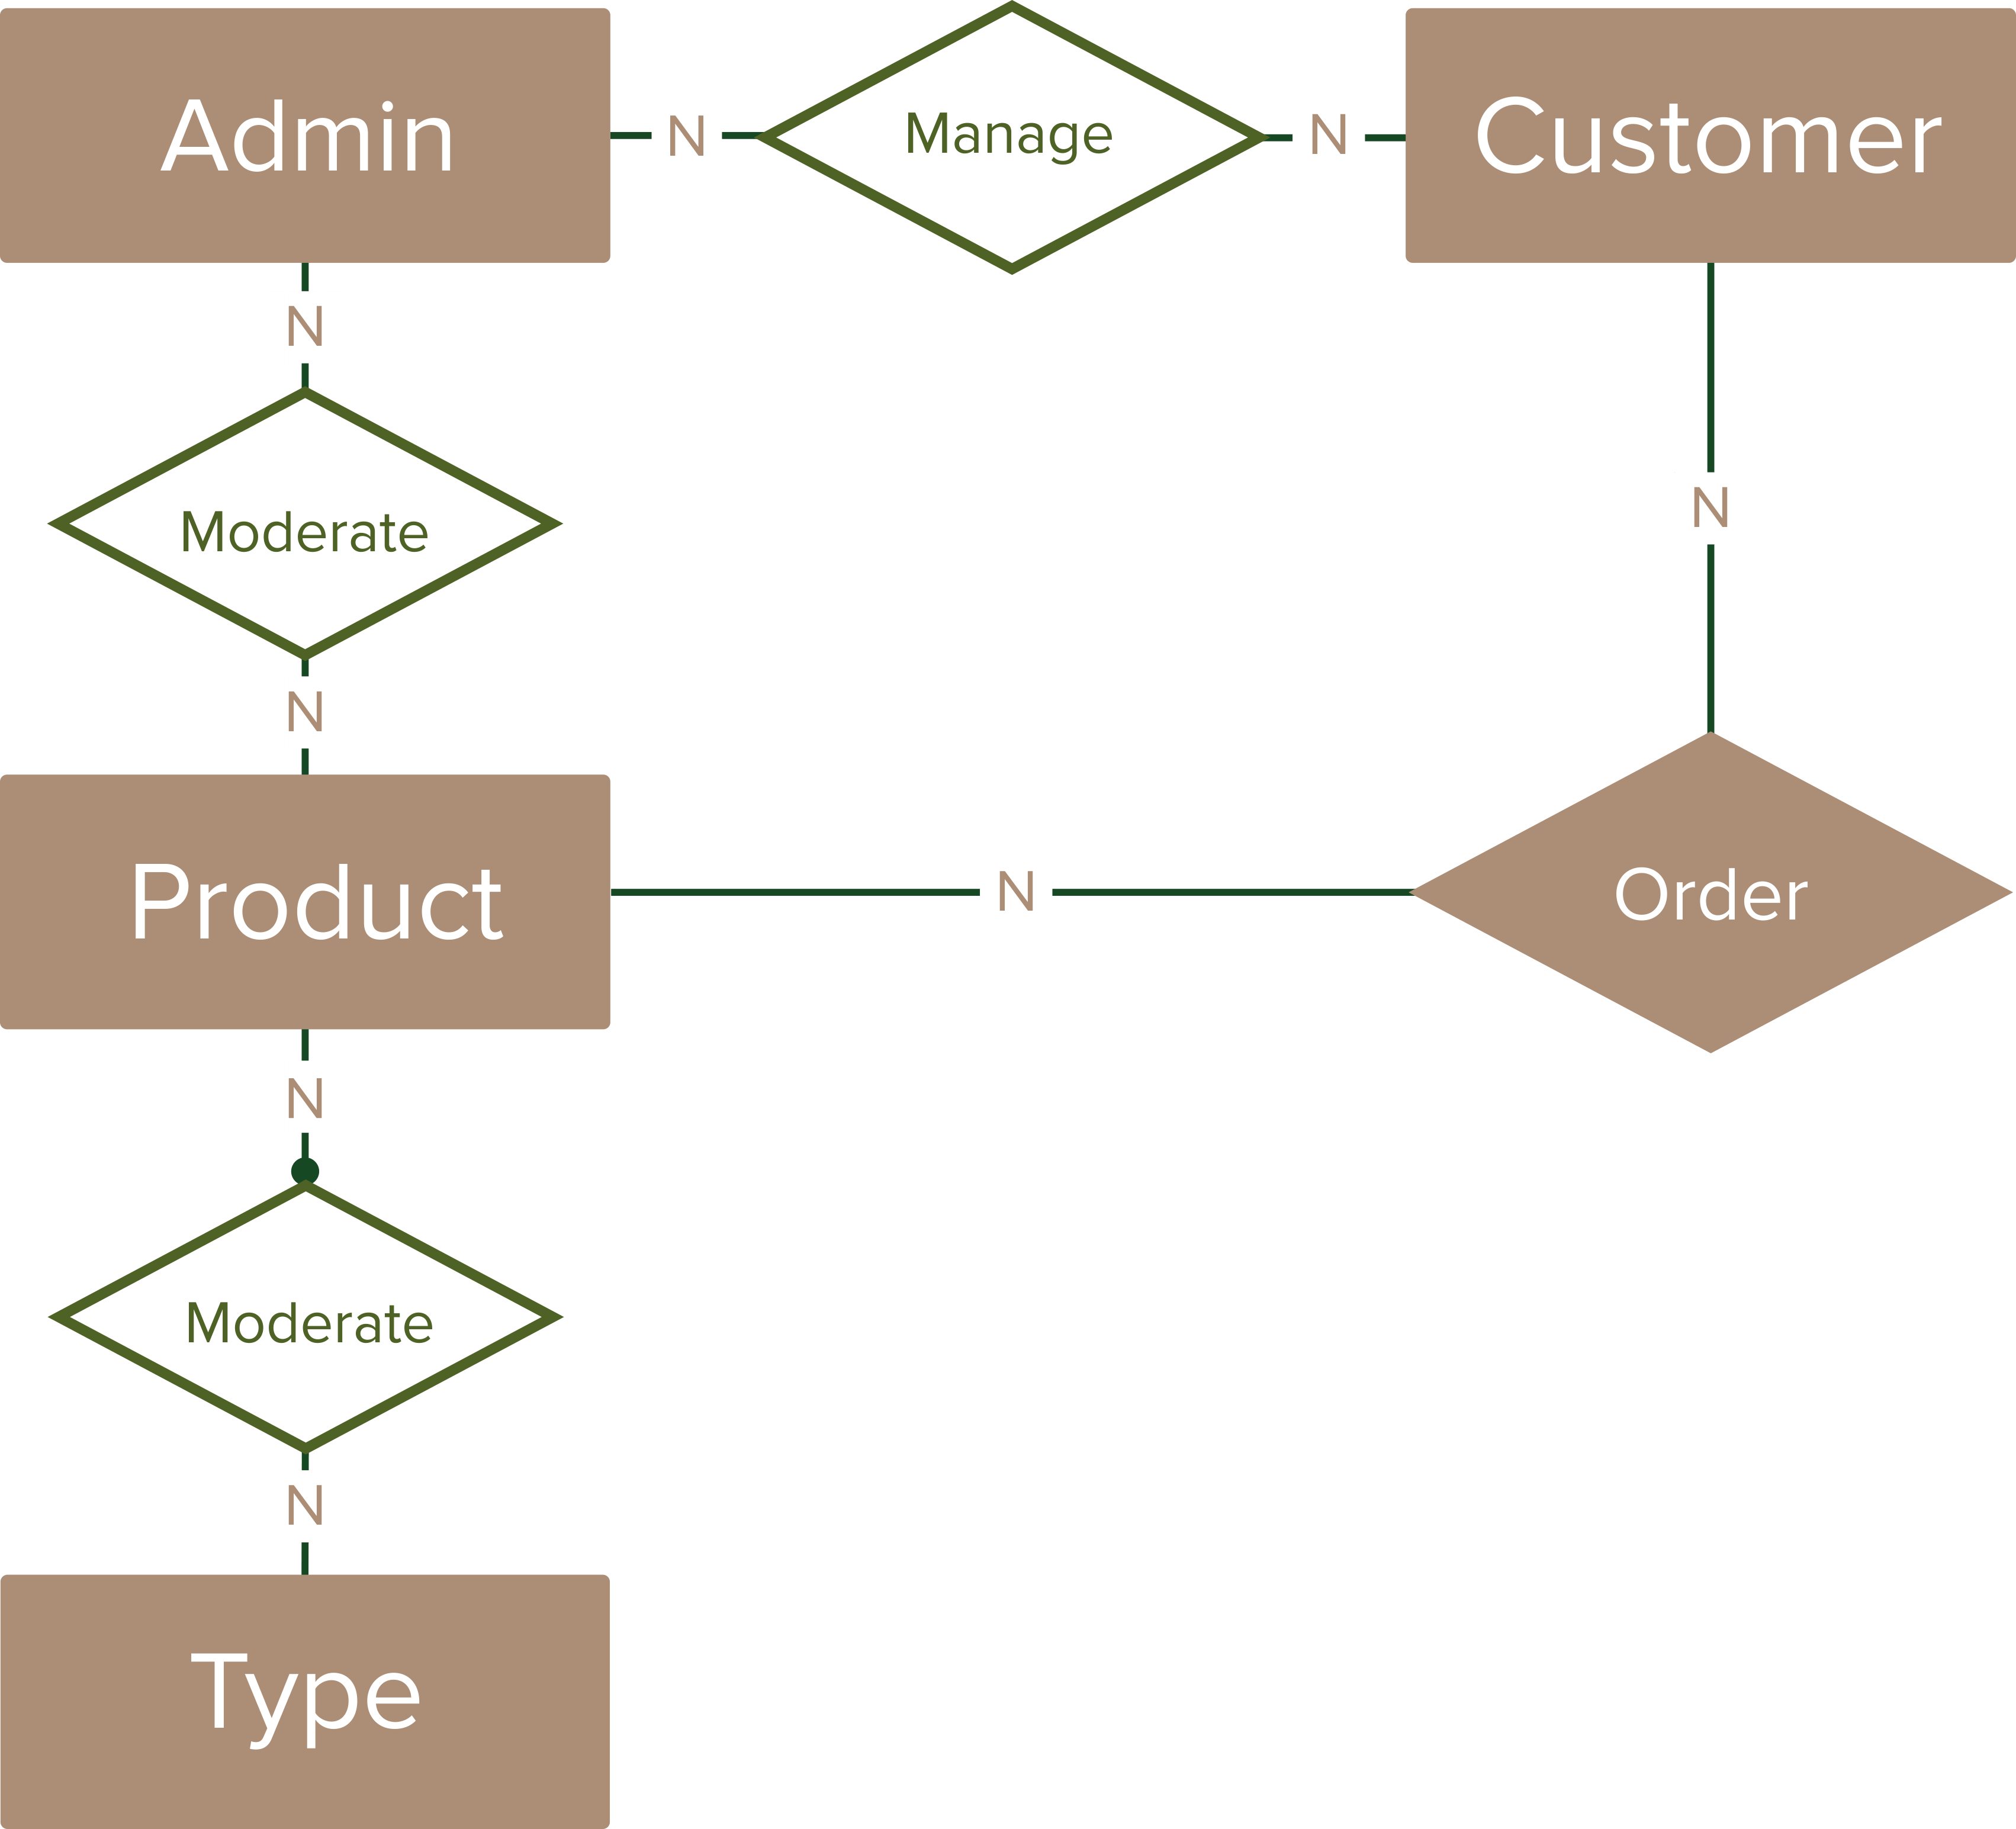 Admin
N
Manage
N
Customer
N
Moderate
N
N
Product
N
Order
N
Moderate
N
Type